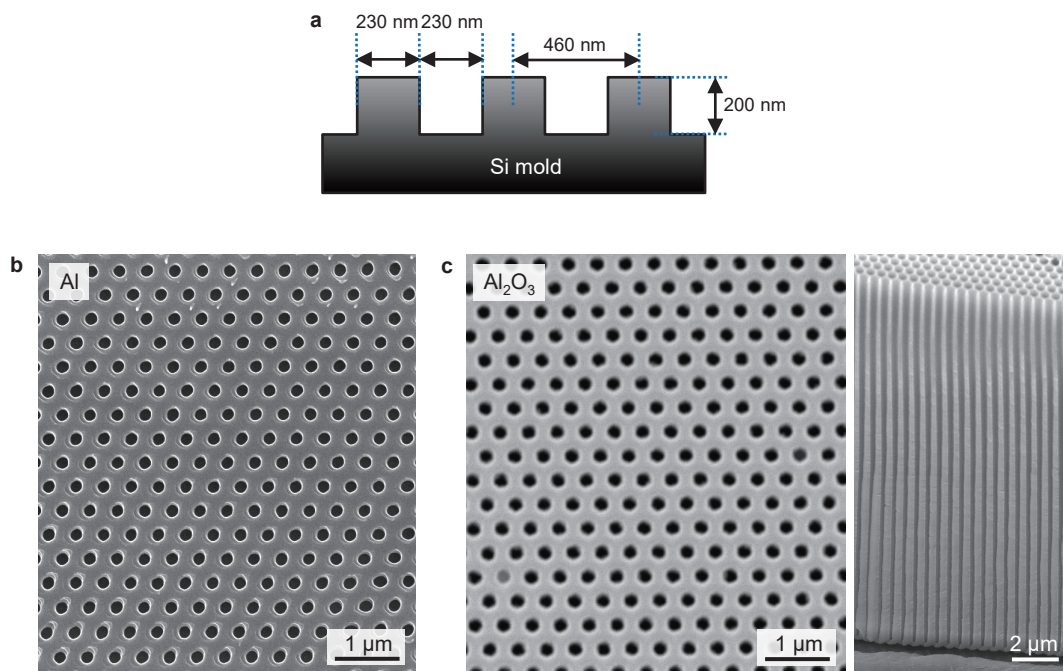 a
230 nm 230 nm
460 nm
200 nm
Si mold
b
Al
1 µm
c
Al₂O₃
1 µm
2 µm